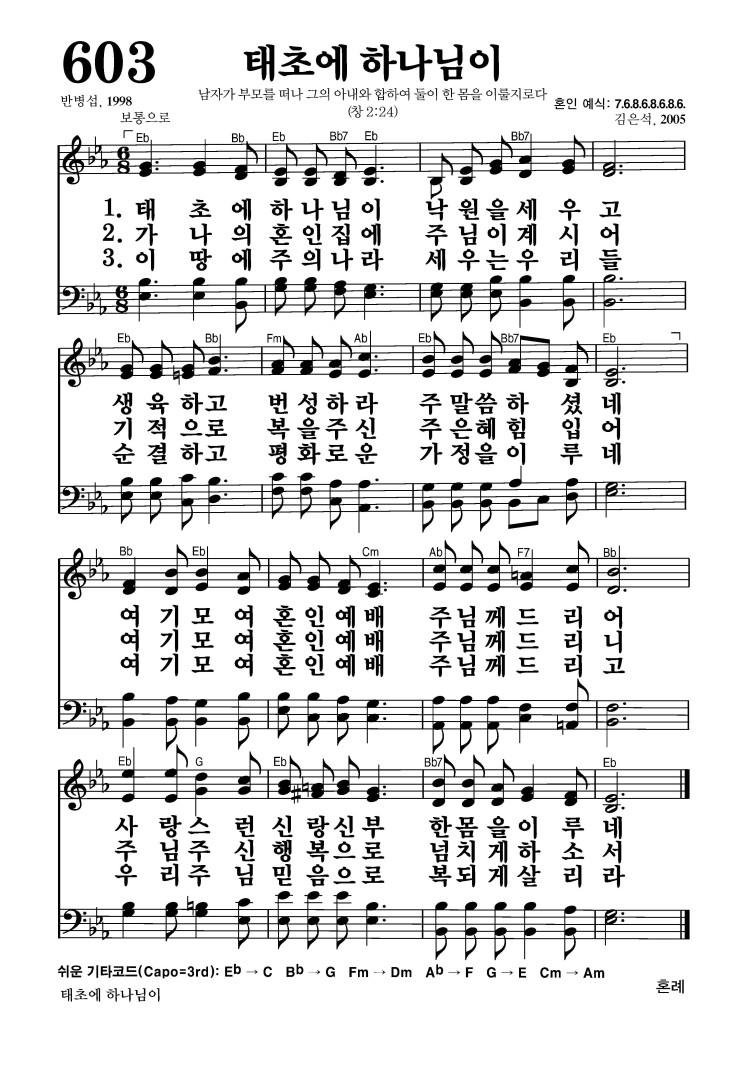 603 태초에 하나님이
남자가 부모를 떠나 그의 아내와 합하여 둘이 한 몸을 이룰지로다
(창 2:24)
반병섭, 1998
혼인 예식: 7.6.8.6.8.6.8.6.
보통으로
김은석, 2005
Eb Bb Eb Bb7 Eb Bb7
6 8
1. 태 초 에 하 나 님 이 낙 원 을 세 우 고
2. 가 나 의 혼 인 집 에 주 님 이 계 시 어
3. 이 땅 에 주 의 나 라 세 우 는 우 리 들
6 8
Eb Bb Fm Ab Eb Bb7 Eb
생 육 하 고 번 성 하 라 주 말 씀 하 셨 네
기 적 으 로 복 을 주 신 주 은 혜 힘 입 어
순 결 하 고 평 화 로 운 가 정 을 이 루 네
Bb Eb Cm Ab F7 Bb
여 기 모 여 혼 인 예 배 주 님 께 드 리 어
여 기 모 여 혼 인 예 배 주 님 께 드 리 니
여 기 모 여 혼 인 예 배 주 님 께 드 리 고
Eb G Eb Bb7 Eb
사 랑 스 런 신 랑 신 부 한 몸 을 이 루 네
주 님 주 신 행 복 으 로 넘 치 게 하 소 서
우 리 주 님 믿 음 으 로 복 되 게 살 리 라
쉬운 기타코드(Capo=3rd): Eb → C Bb → G Fm → Dm Ab → F G → E Cm → Am
태초에 하나님이
혼례